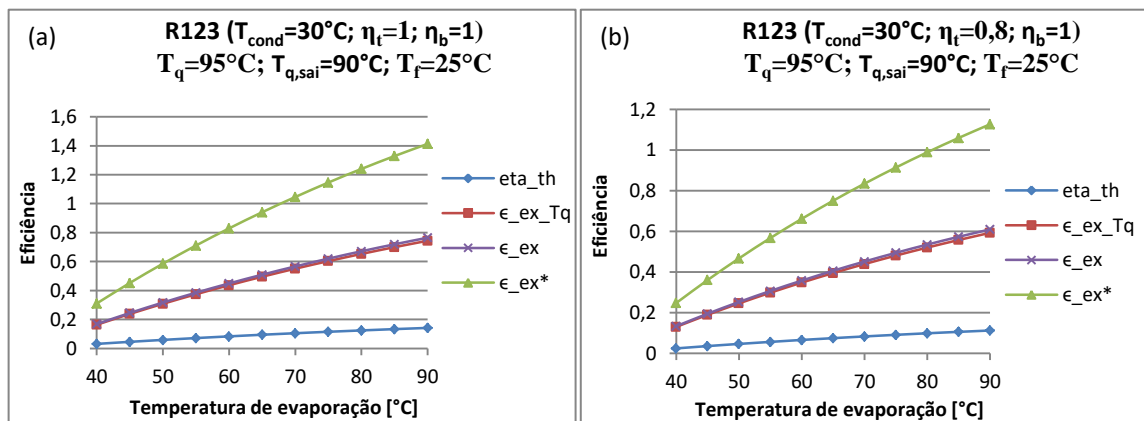 (a)
R123 (Tcond=30°C; ηt=1; ηb=1)
Tq=95°C; Tq,sai=90°C; Tf=25°C
1,6
1,4
1,2
1
0,8
0,6
0,4
0,2
0
Eficiência
40 50 60 70 80 90
Temperatura de evaporação [°C]
eta_th
ϵ_ex_Tq
ϵ_ex
ϵ_ex*
(b)
R123 (Tcond=30°C; ηt=0,8; ηb=1)
Tq=95°C; Tq,sai=90°C; Tf=25°C
1,2
1
0,8
0,6
0,4
0,2
0
Eficiência
40 50 60 70 80 90
Temperatura de evaporação [°C]
eta_th
ϵ_ex_Tq
ϵ_ex
ϵ_ex*